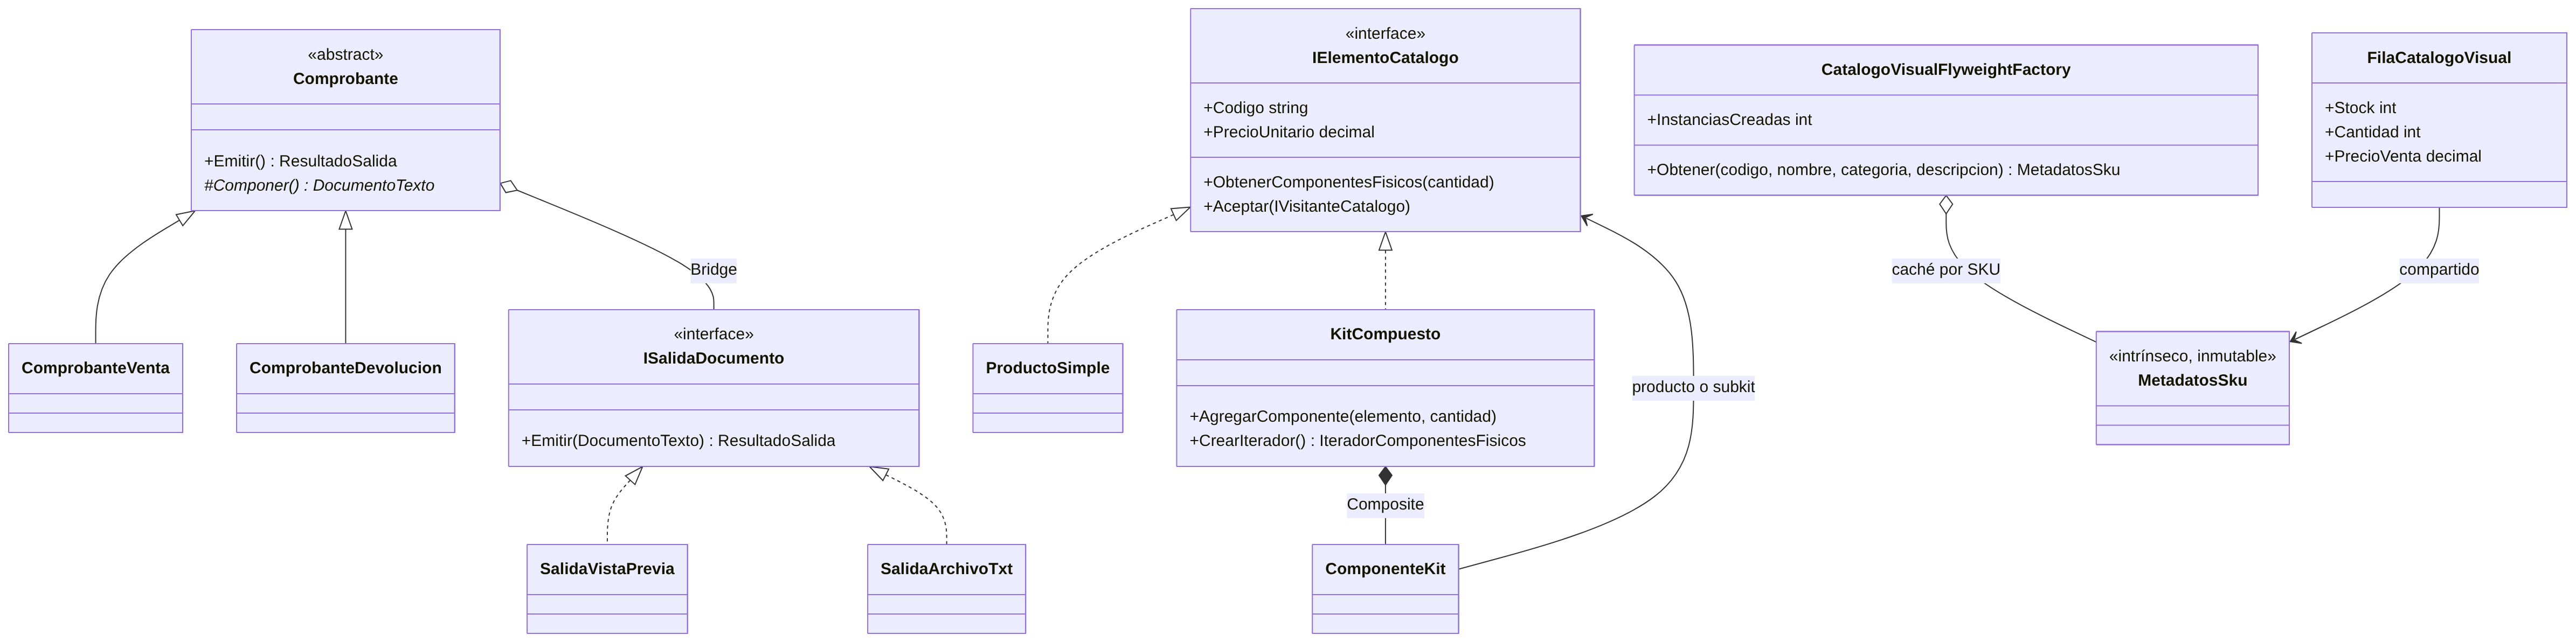 «abstract»
Comprobante
+Emitir() : ResultadoSalida
#Componer() : DocumentoTexto
Bridge
ComprobanteVenta
ComprobanteDevolucion
«interface»
ISalidaDocumento
+Emitir(DocumentoTexto) : ResultadoSalida
SalidaVistaPrevia
SalidaArchivoTxt
«interface»
IElementoCatalogo
+Codigo string
+PrecioUnitario decimal
+ObtenerComponentesFisicos(cantidad)
+Aceptar(IVisitanteCatalogo)
ProductoSimple
KitCompuesto
+AgregarComponente(elemento, cantidad)
+CrearIterador() : IteradorComponentesFisicos
producto o subkit
Composite
ComponenteKit
CatalogoVisualFlyweightFactory
+InstanciasCreadas int
+Obtener(codigo, nombre, categoria, descripcion) : MetadatosSku
FilaCatalogoVisual
+Stock int
+Cantidad int
+PrecioVenta decimal
caché por SKU
compartido
«intrínseco, inmutable»
MetadatosSku